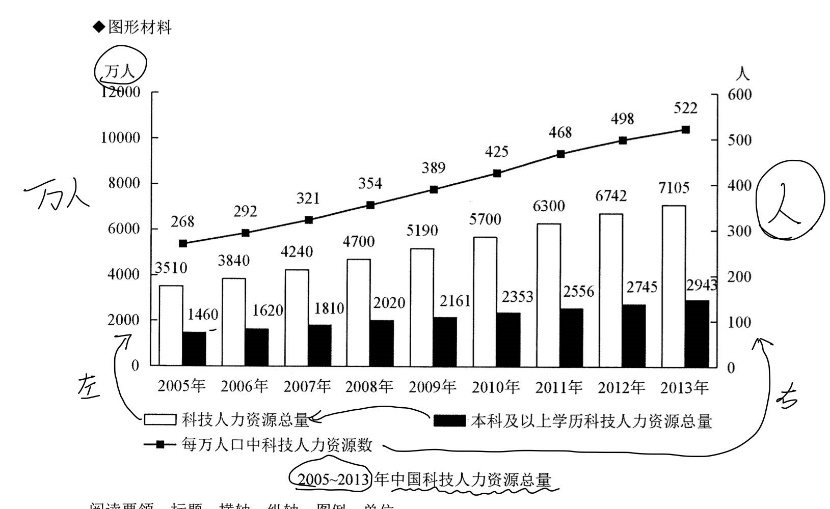 ◆图形材料
万人 人
12000 600
10000 500
8000 400
6000 300
4000 200
2000 100
0 0
万人
人
268 292 321 354 389 425 468 498 522
3510 3840 4240 4700 5190 5700 6300 6742 7105
1460 1620 1810 2020 2161 2353 2556 2745 2943
2005年 2006年 2007年 2008年 2009年 2010年 2011年 2012年 2013年
左 右
科技人力资源总量 本科及以上学历科技人力资源总量
每万人口中科技人力资源数
2005~2013年中国科技人力资源总量